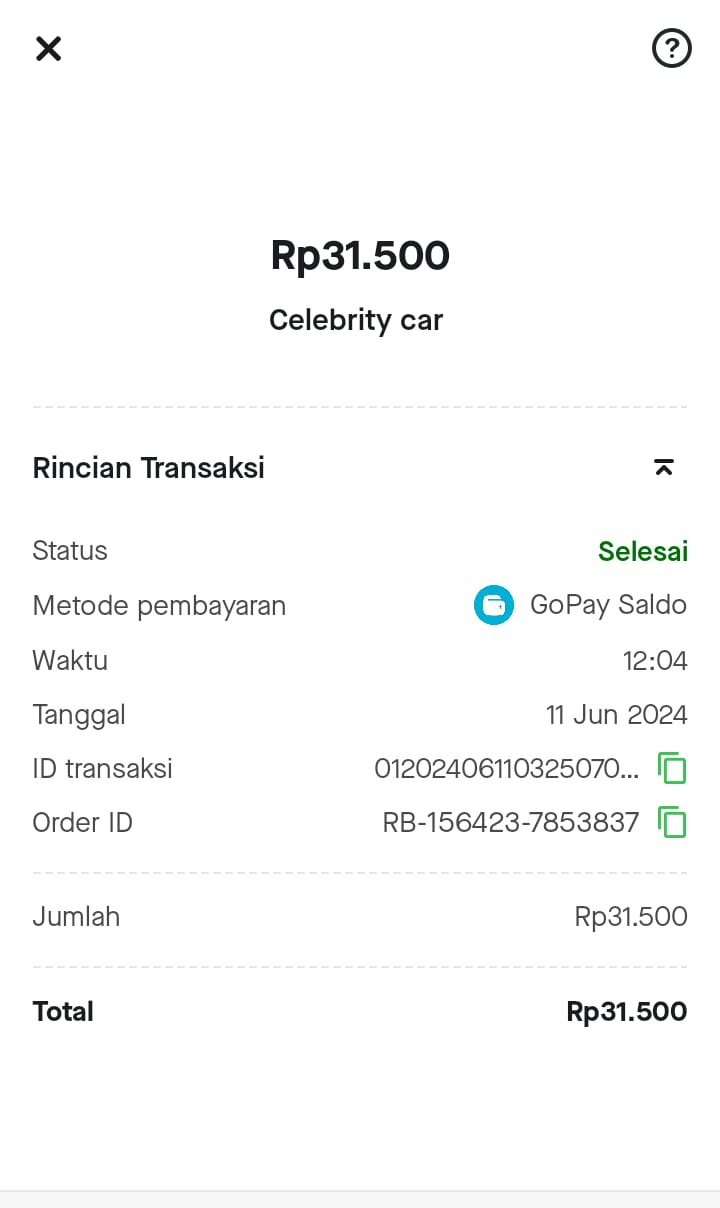 Rp31.500
Celebrity car
Rincian Transaksi
Status Selesai
Metode pembayaran GoPay Saldo
Waktu 12:04
Tanggal 11 Jun 2024
ID transaksi 01202406110325070...
Order ID RB-156423-7853837
Jumlah Rp31.500
Total Rp31.500